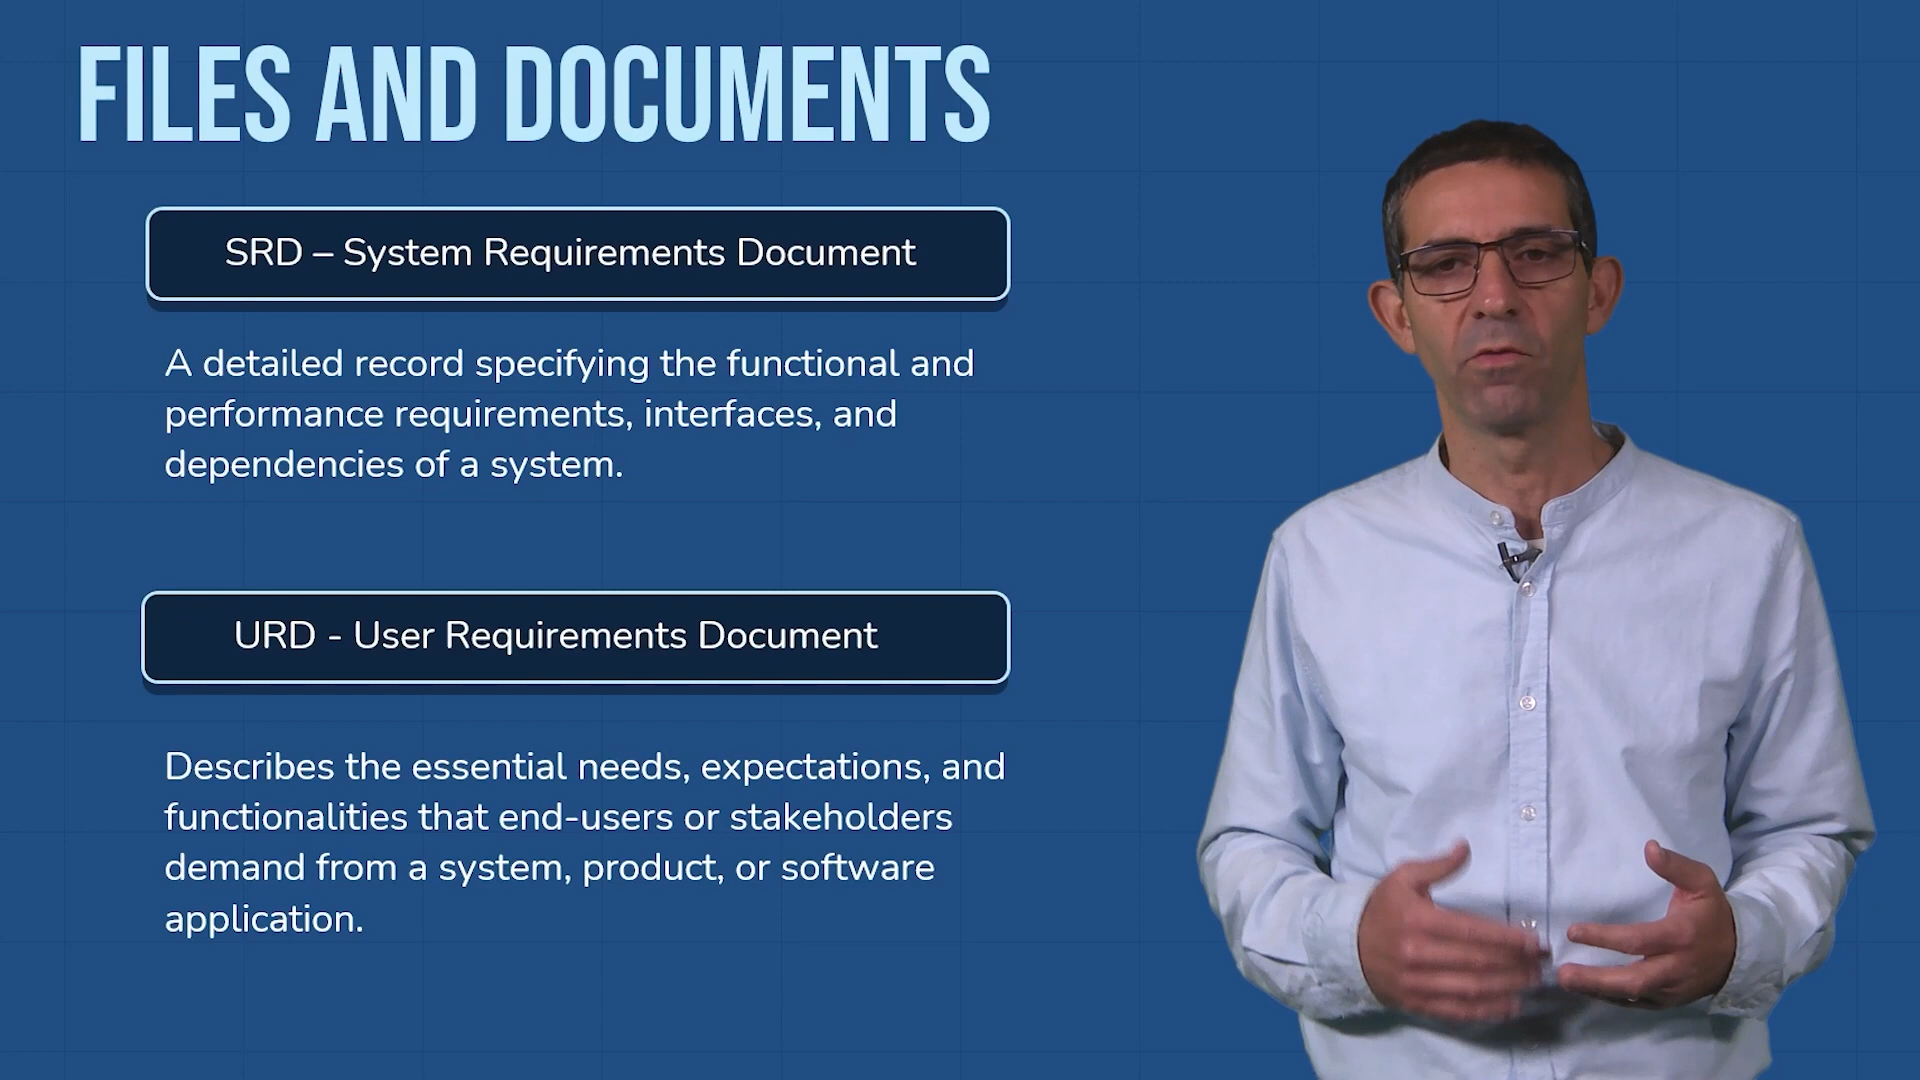 FILES AND DOCUMENTS
SRD – System Requirements Document
A detailed record specifying the functional and
performance requirements, interfaces, and
dependencies of a system.
URD - User Requirements Document
Describes the essential needs, expectations, and
functionalities that end-users or stakeholders
demand from a system, product, or software
application.